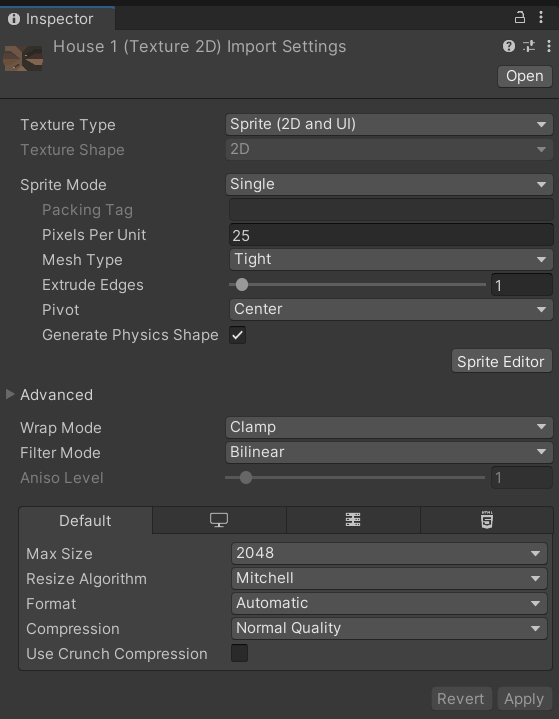 Inspector
House 1 (Texture 2D) Import Settings
Open
Texture Type Sprite (2D and UI)
Texture Shape 2D
Sprite Mode Single
Packing Tag
Pixels Per Unit 25
Mesh Type Tight
Extrude Edges 1
Pivot Center
Generate Physics Shape
Sprite Editor
Advanced
Wrap Mode Clamp
Filter Mode Bilinear
Aniso Level 1
Default HTML 5
Max Size 2048
Resize Algorithm Mitchell
Format Automatic
Compression Normal Quality
Use Crunch Compression
Revert Apply